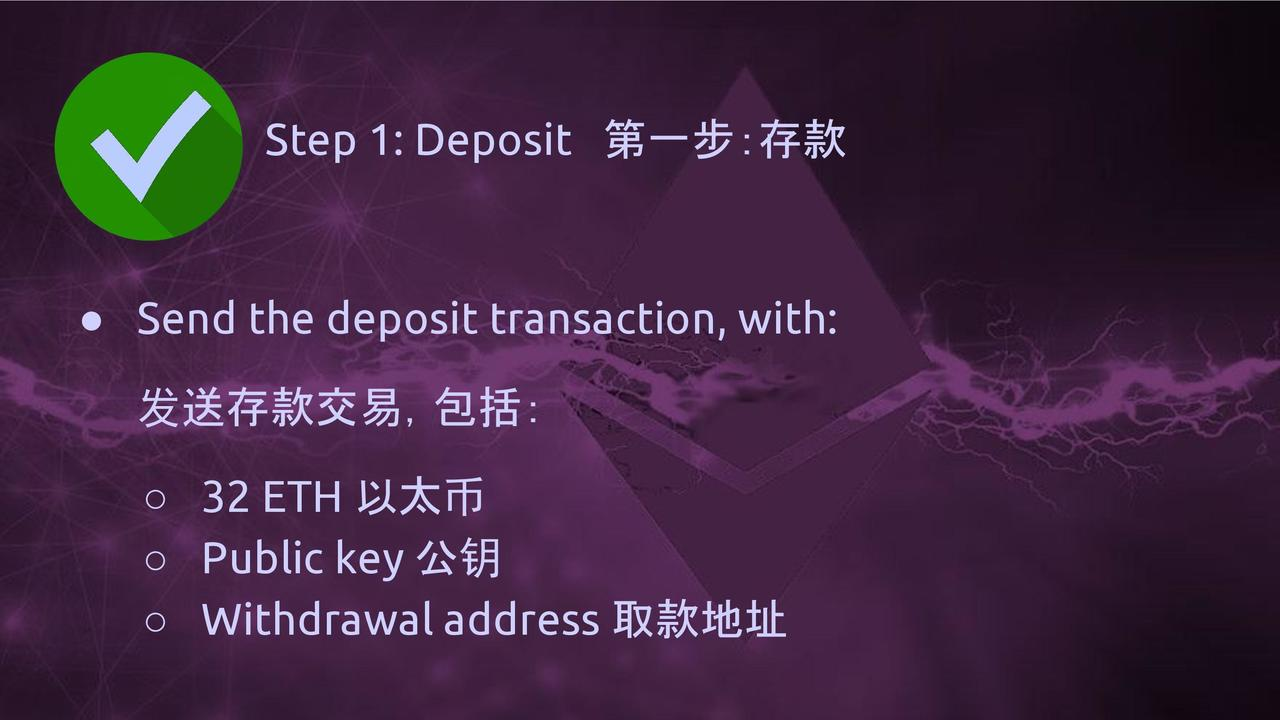 Step 1: Deposit 第一步：存款
● Send the deposit transaction, with:
发送存款交易，包括：
○ 32 ETH 以太币
○ Public key 公钥
○ Withdrawal address 取款地址